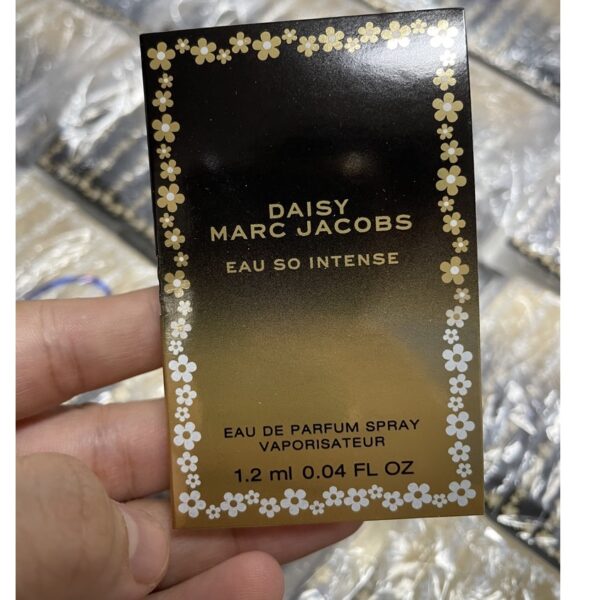 DAISY
MARC JACOBS
EAU SO INTENSE
EAU DE PARFUM SPRAY
VAPORISATEUR
1.2 ml 0.04 FL OZ